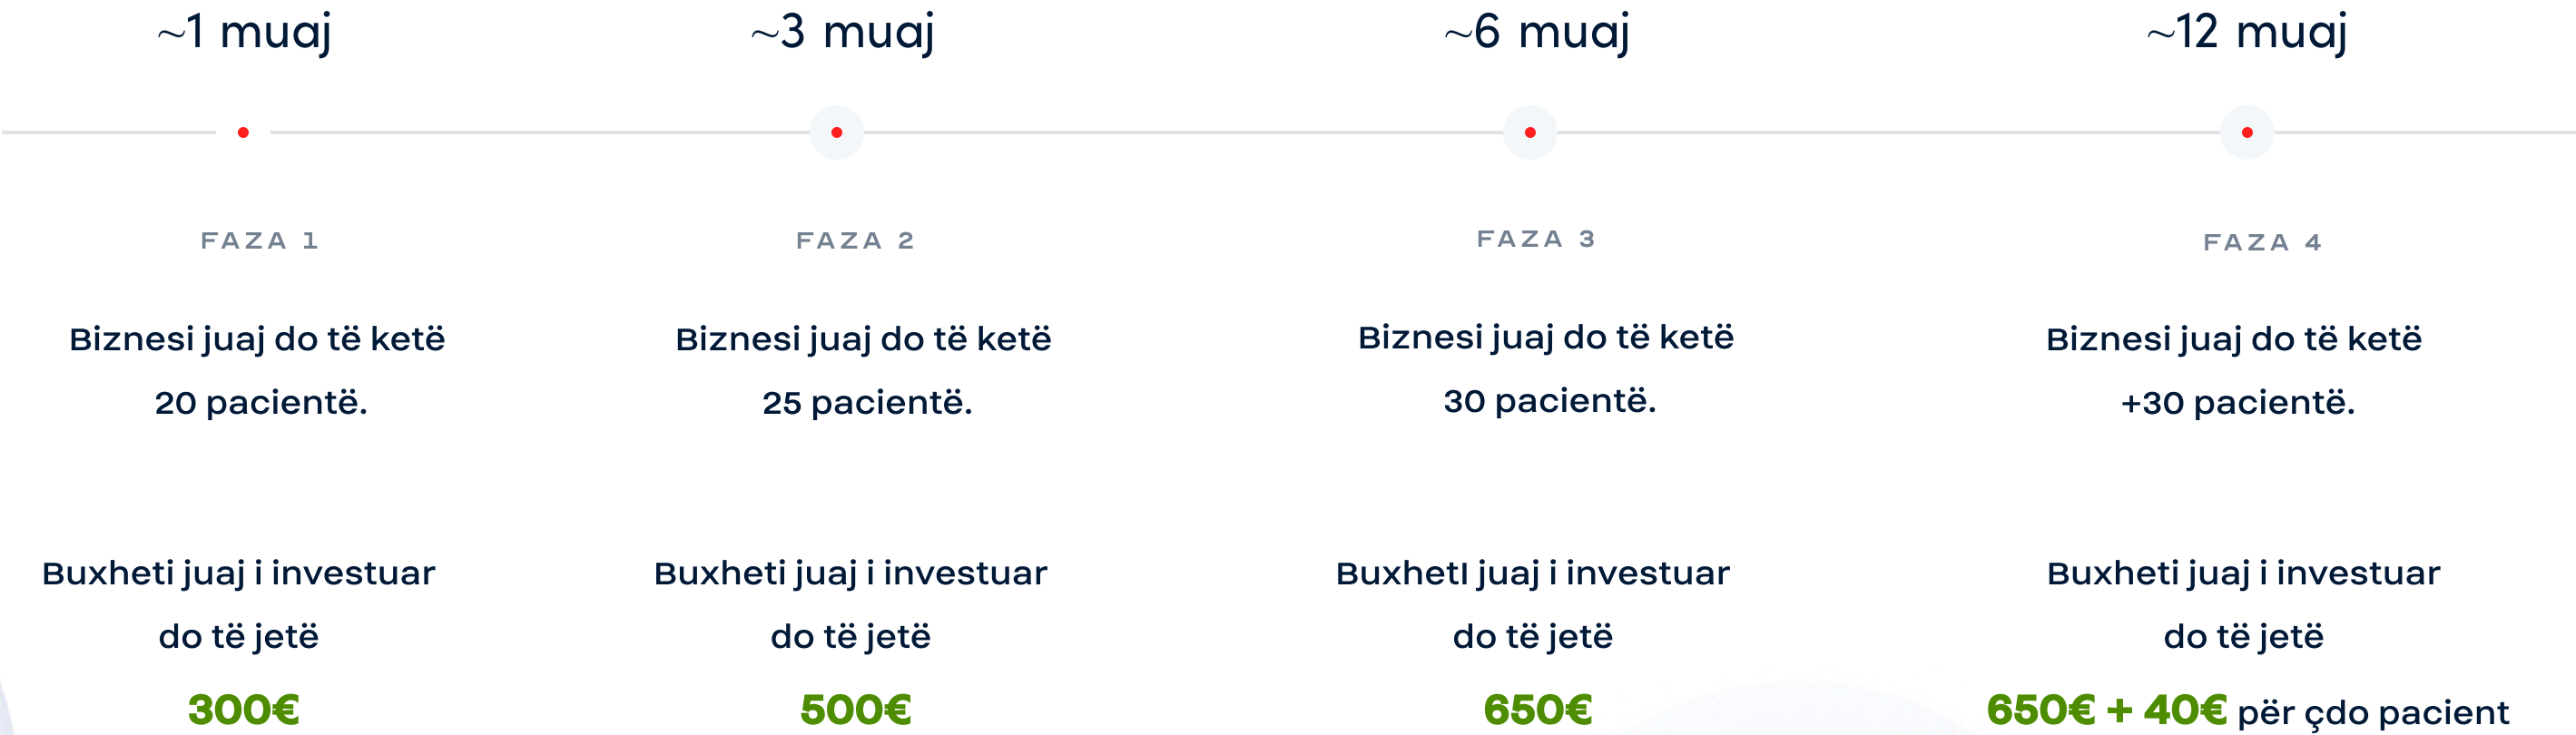 ~1 muaj
~3 muaj
~6 muaj
~12 muaj
FAZA 1
FAZA 2
FAZA 3
FAZA 4
Biznesi juaj do të ketë
20 pacientë.
Biznesi juaj do të ketë
25 pacientë.
Biznesi juaj do të ketë
30 pacientë.
Biznesi juaj do të ketë
+30 pacientë.
Buxheti juaj i investuar
do të jetë
300€
Buxheti juaj i investuar
do të jetë
500€
BuxhetI juaj i investuar
do të jetë
650€
Buxheti juaj i investuar
do të jetë
650€ + 40€ për çdo pacient